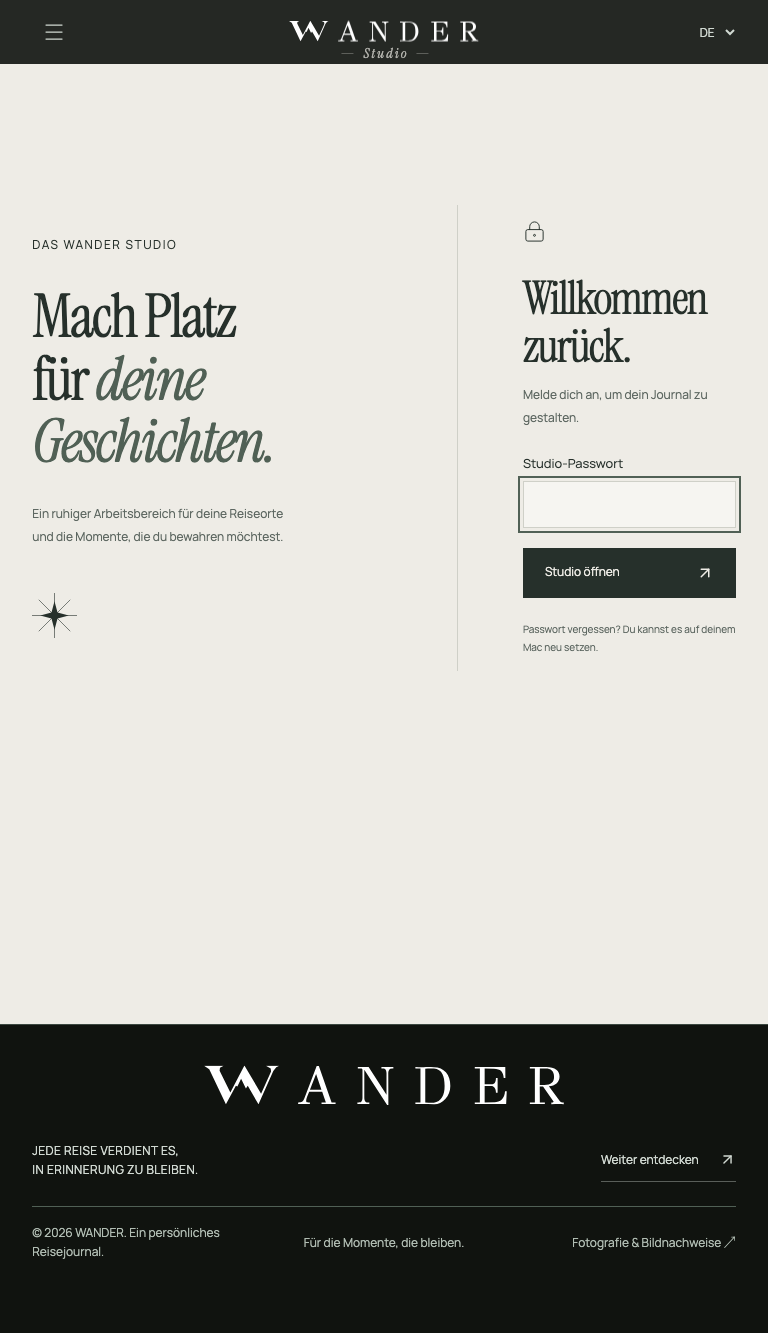 WANDER
Studio
DE
DAS WANDER STUDIO
Mach Platz
für deine
Geschichten.
Ein ruhiger Arbeitsbereich für deine Reiseorte
und die Momente, die du bewahren möchtest.
Willkommen
zurück.
Melde dich an, um dein Journal zu
gestalten.
Studio-Passwort
Studio öffnen
Passwort vergessen? Du kannst es auf deinem
Mac neu setzen.
WANDER
JEDE REISE VERDIENT ES,
IN ERINNERUNG ZU BLEIBEN.
Weiter entdecken
© 2026 WANDER. Ein persönliches
Reisejournal.
Für die Momente, die bleiben.
Fotografie & Bildnachweise